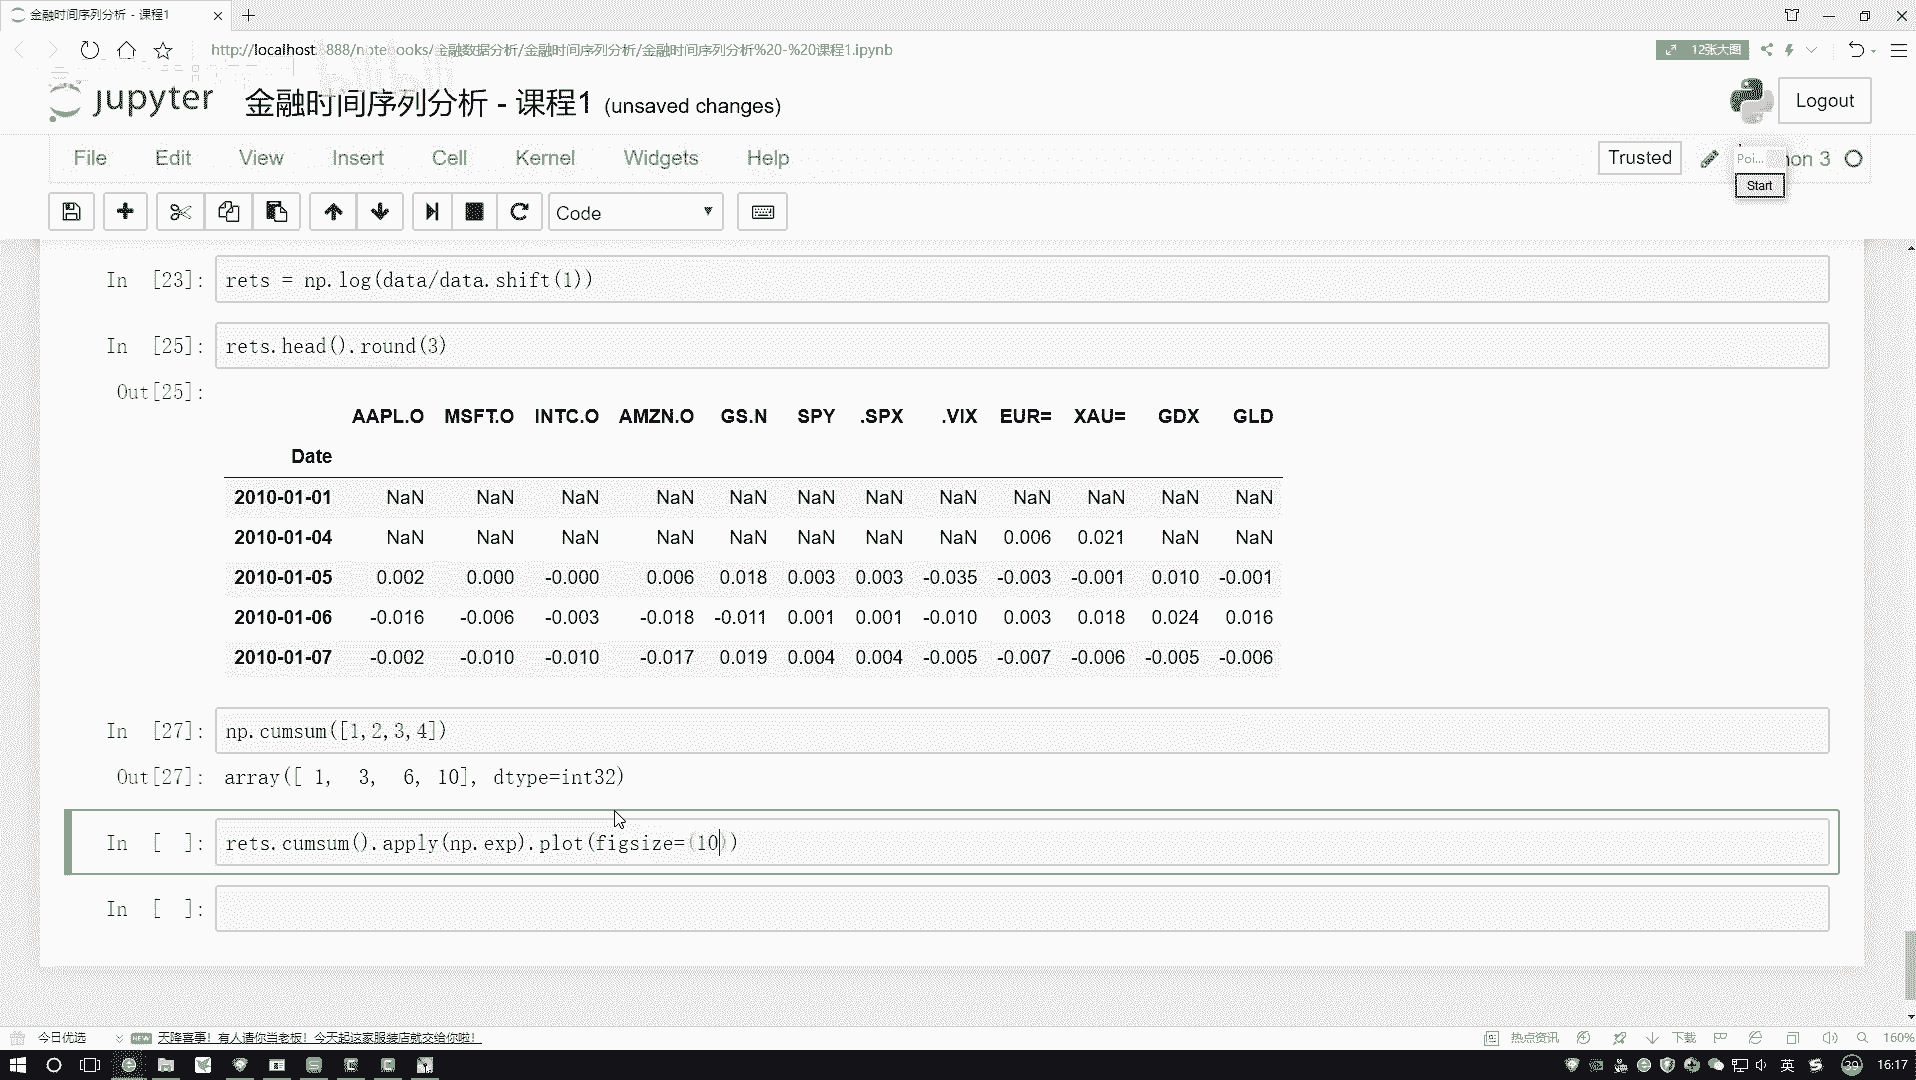 金融时间序列分析 - 课程1
http://localhost:8888/notebooks/金融数据分析/金融时间序列分析/金融时间序列分析%20-%20课程1.ipynb
12张大图
jupyter 金融时间序列分析 - 课程1 (unsaved changes)
Logout
File Edit View Insert Cell Kernel Widgets Help
Trusted
Poi...
hon 3
Start
Code
In [23]: rets = np.log(data/data.shift(1))
In [25]: rets.head().round(3)
Out[25]:
AAPL.O MSFT.O INTC.O AMZN.O GS.N SPY .SPX .VIX EUR= XAU= GDX GLD
Date
2010-01-01 NaN NaN NaN NaN NaN NaN NaN NaN NaN NaN NaN NaN
2010-01-04 NaN NaN NaN NaN NaN NaN NaN NaN 0.006 0.021 NaN NaN
2010-01-05 0.002 0.000 -0.000 0.006 0.018 0.003 0.003 -0.035 -0.003 -0.001 0.010 -0.001
2010-01-06 -0.016 -0.006 -0.003 -0.018 -0.011 0.001 0.001 -0.010 0.003 0.018 0.024 0.016
2010-01-07 -0.002 -0.010 -0.010 -0.017 0.019 0.004 0.004 -0.005 -0.007 -0.006 -0.005 -0.006
In [27]: np.cumsum([1,2,3,4])
Out[27]: array([ 1, 3, 6, 10], dtype=int32)
In [ ]: rets.cumsum().apply(np.exp).plot(figsize=(10))
In [ ]:
今日优选
NEW 天降喜事！有人请你当老板！今天起这家服装店就交给你啦！
热点资讯
下载
160%
英
39
16:17